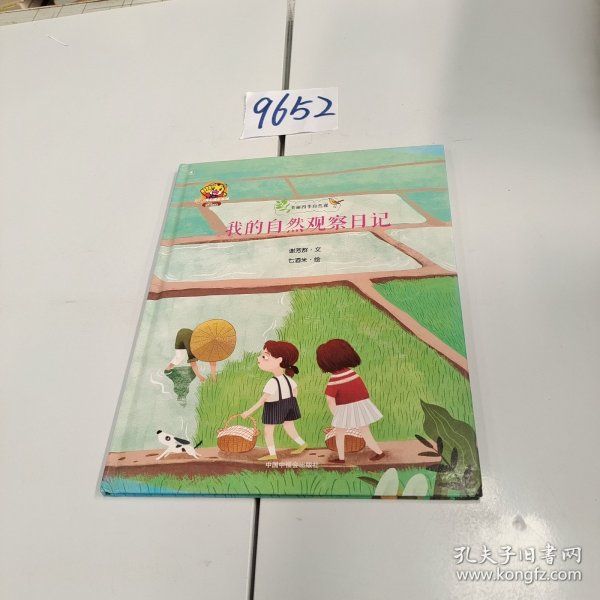 9652
我的自然观察日记
谢芳群·文
七酒米·绘
中国中福会出版社
孔夫子旧书网
www.kongfz.com